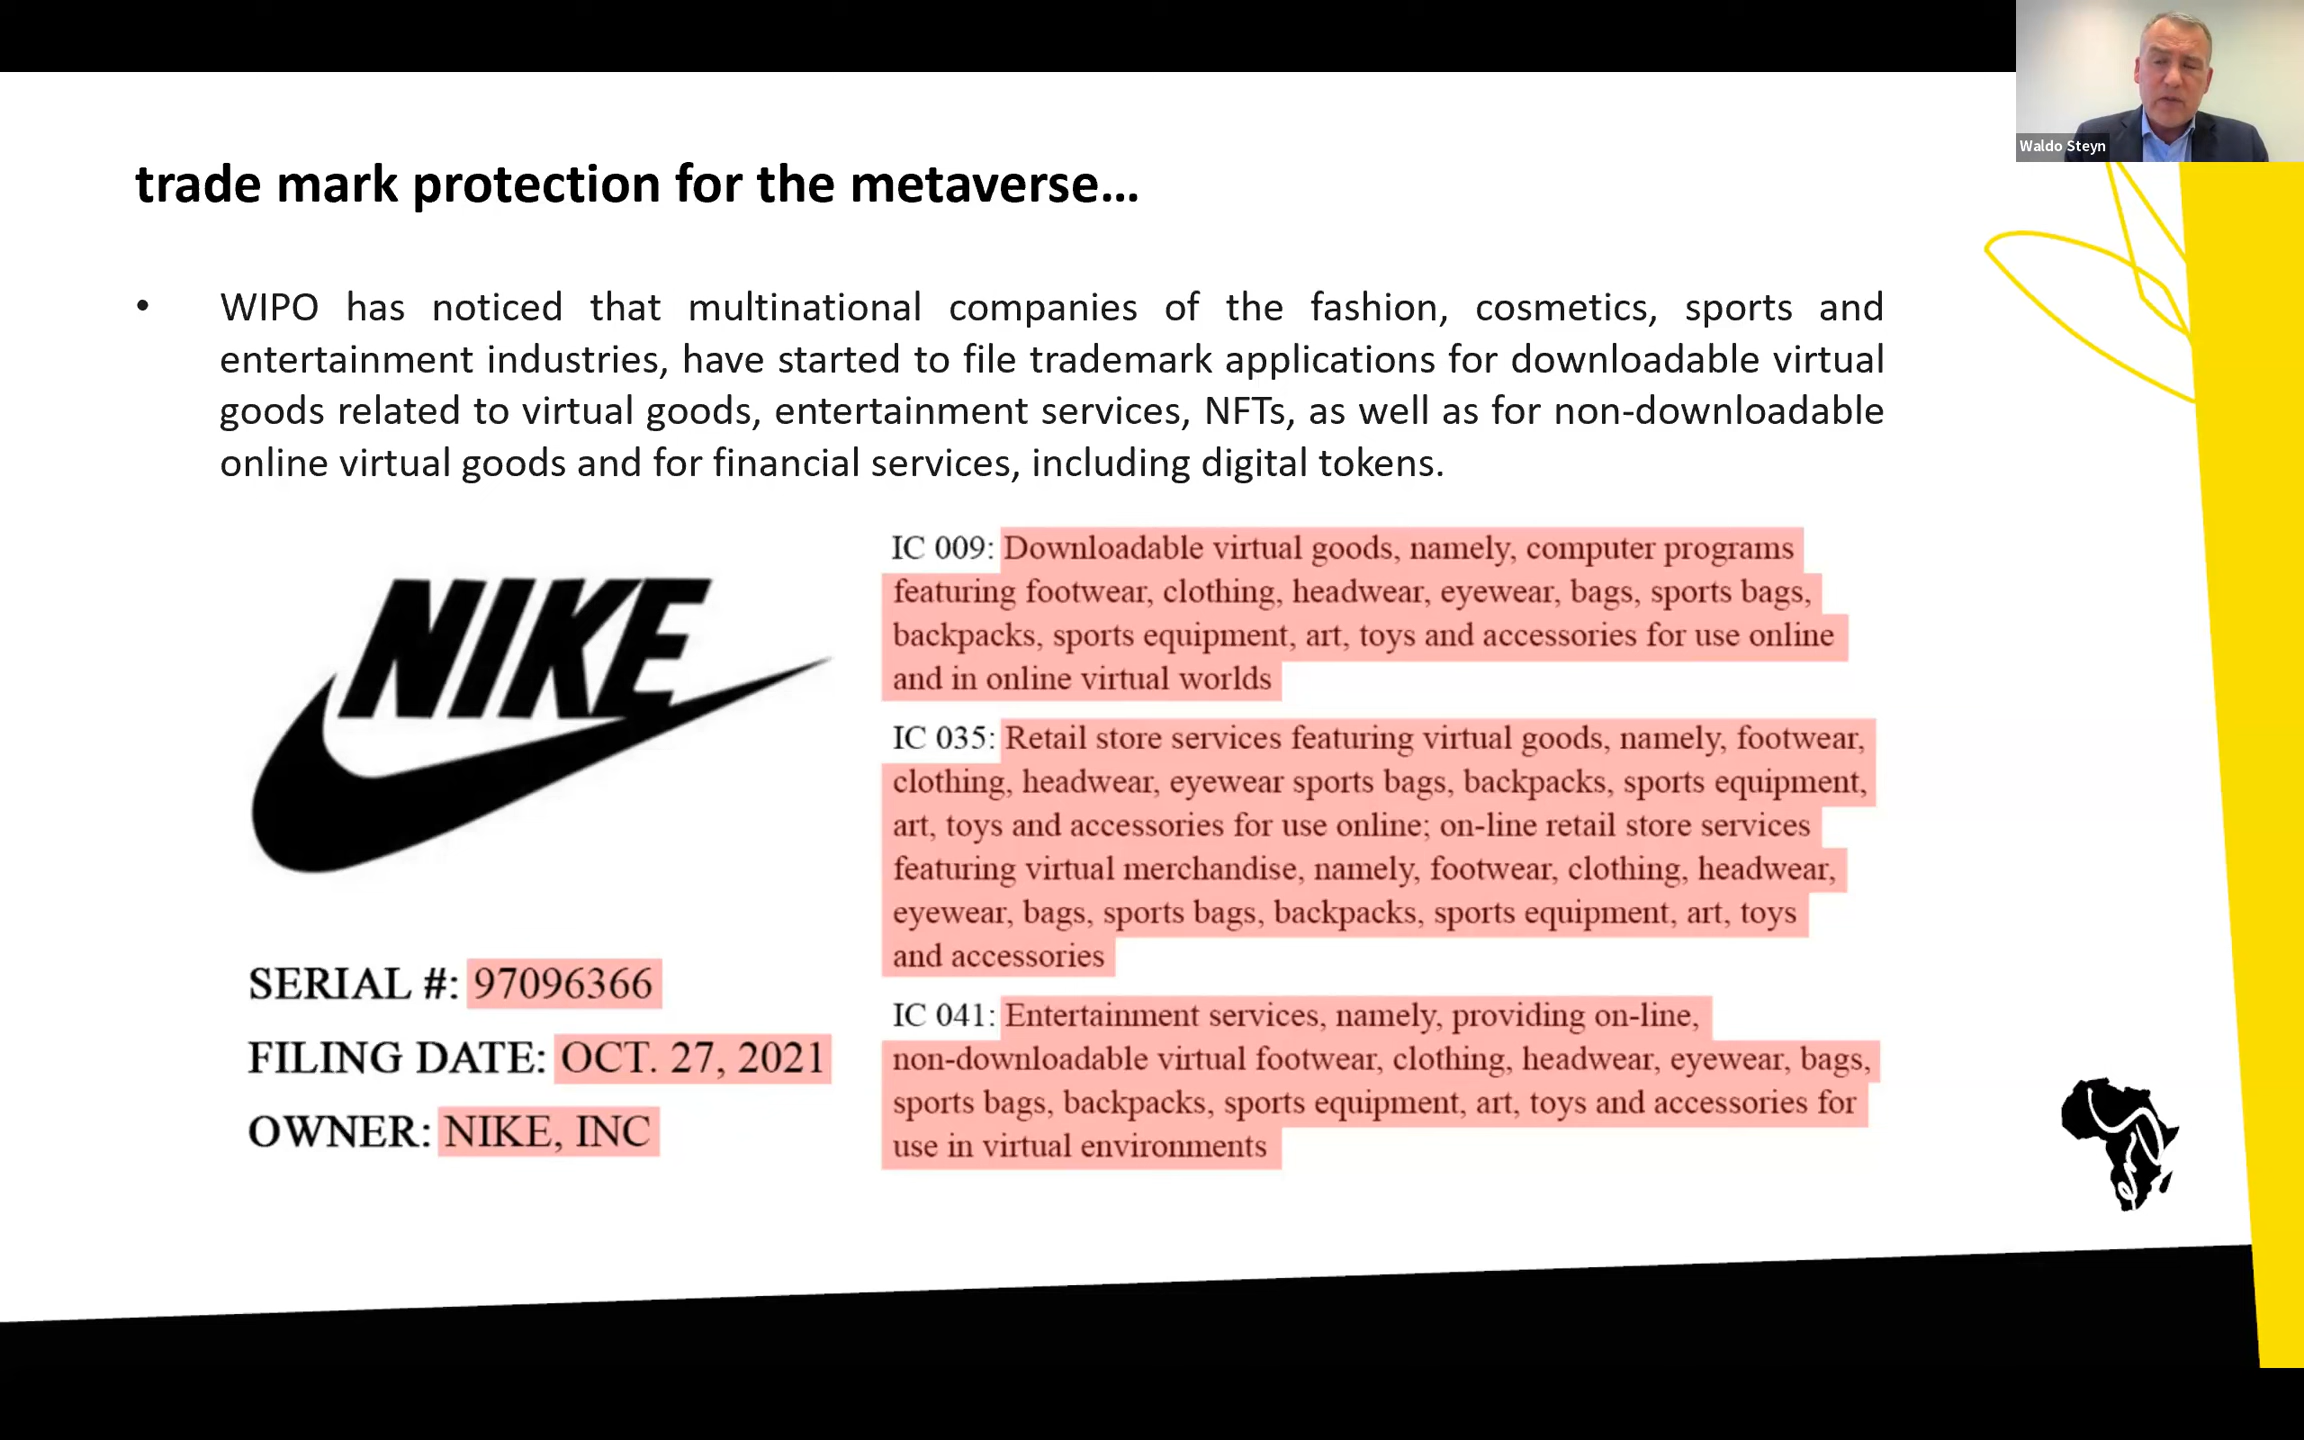 Waldo Steyn
trade mark protection for the metaverse...
• WIPO has noticed that multinational companies of the fashion, cosmetics, sports and
entertainment industries, have started to file trademark applications for downloadable virtual
goods related to virtual goods, entertainment services, NFTs, as well as for non-downloadable
online virtual goods and for financial services, including digital tokens.
NIKE
SERIAL #: 97096366
FILING DATE: OCT. 27, 2021
OWNER: NIKE, INC
IC 009: Downloadable virtual goods, namely, computer programs
featuring footwear, clothing, headwear, eyewear, bags, sports bags,
backpacks, sports equipment, art, toys and accessories for use online
and in online virtual worlds
IC 035: Retail store services featuring virtual goods, namely, footwear,
clothing, headwear, eyewear sports bags, backpacks, sports equipment,
art, toys and accessories for use online; on-line retail store services
featuring virtual merchandise, namely, footwear, clothing, headwear,
eyewear, bags, sports bags, backpacks, sports equipment, art, toys
and accessories
IC 041: Entertainment services, namely, providing on-line,
non-downloadable virtual footwear, clothing, headwear, eyewear, bags,
sports bags, backpacks, sports equipment, art, toys and accessories for
use in virtual environments